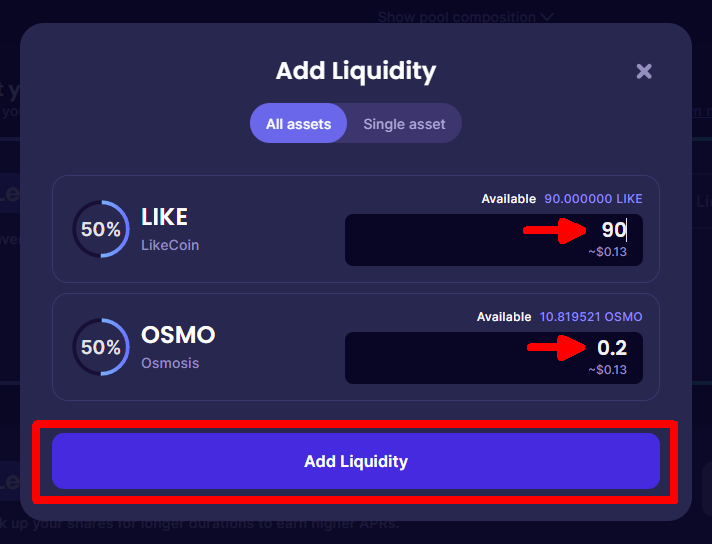 Show pool composition
Add Liquidity
All assets
Single asset
Available 90.000000 LIKE
50%
LIKE
LikeCoin
90
~$0.13
Available 10.819521 OSMO
50%
OSMO
Osmosis
0.2
~$0.13
Add Liquidity
k up your shares for longer durations to earn higher APRs.